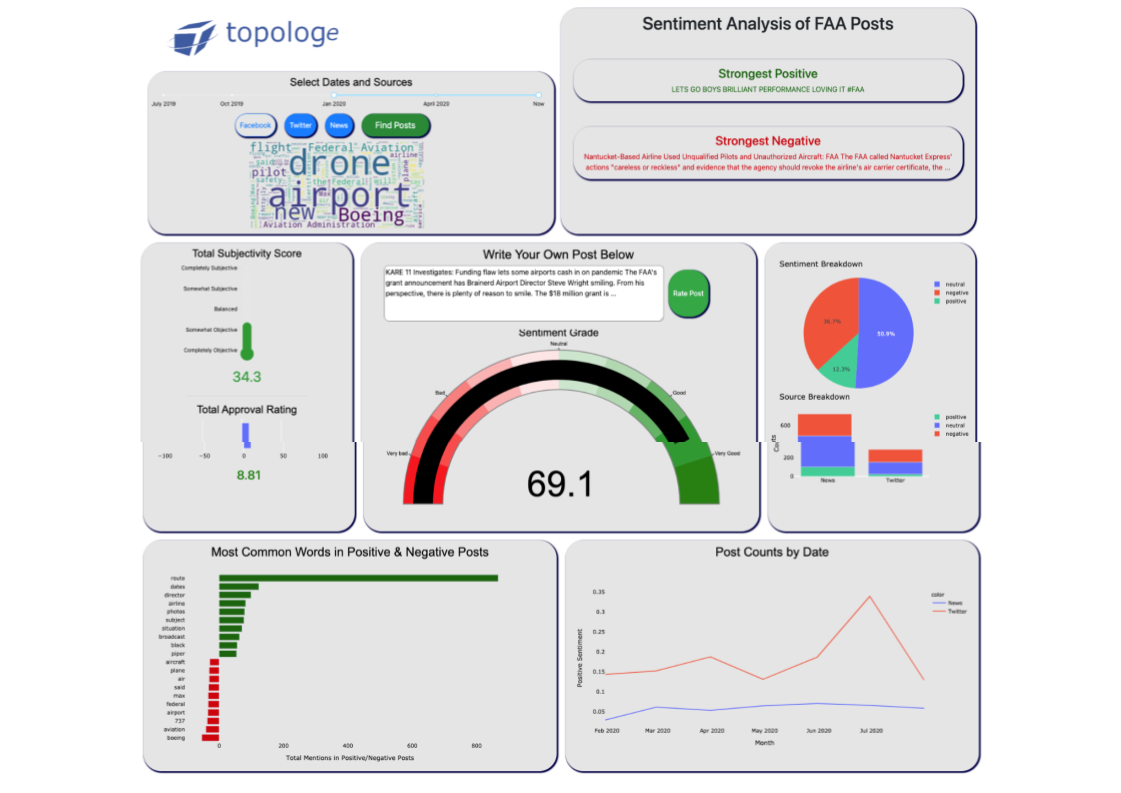 topologe
Sentiment Analysis of FAA Posts
Strongest Positive
LETS GO BOYS BRILLIANT PERFORMANCE LOVING IT #FAA
Strongest Negative
Nantucket-Based Airline Used Unqualified Pilots and Unauthorized Aircraft: FAA The FAA called Nantucket Express'
actions "careless or reckless" and evidence that the agency should revoke the airline's air carrier certificate, the ...
Select Dates and Sources
July 2019 Oct 2019 Jan 2020 April 2020 Now
Facebook Twitter News Find Posts
flight Federal Aviation
said drone airline
pilot plane
safety the Federal
airport
new Boeing
Aviation Administration
Total Subjectivity Score
Completely Subjective
Somewhat Subjective
Balanced
Somewhat Objective
Completely Objective
34.3
Total Approval Rating
−100 −50 0 50 100
8.81
Write Your Own Post Below
KARE 11 Investigates: Funding flaw lets some airports cash in on pandemic The FAA's
grant announcement has Brainerd Airport Director Steve Wright smiling. From his
perspective, there is plenty of reason to smile. The $18 million grant is ...
Rate Post
Sentiment Grade
Neutral
Bad Good
Very bad Very Good
69.1
Sentiment Breakdown
neutral
negative
positive
36.7%
50.9%
12.3%
Source Breakdown
positive
neutral
negative
600
200
0
News Twitter
Most Common Words in Positive & Negative Posts
route
dates
director
airline
photos
subject
situation
broadcast
black
piper
aircraft
plane
air
said
max
federal
airport
737
aviation
boeing
0 200 400 600 800
Total Mentions in Positive/Negative Posts
Post Counts by Date
color
News
Twitter
0.35
0.3
0.25
0.2
0.15
0.1
0.05
Positive Sentiment
Feb 2020 Mar 2020 Apr 2020 May 2020 Jun 2020 Jul 2020
Month